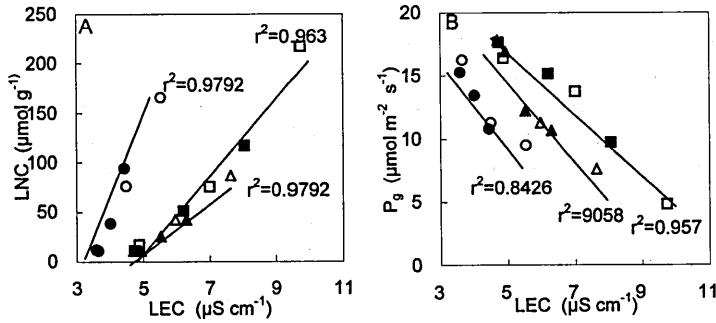 A
r²=0.963
r²=0.9792
r²=0.9792
250
200
150
100
50
0
LNC (µmol g⁻¹)
3 5 7 9 11
LEC (µS cm⁻¹)
B
20
15
10
5
0
P_g (µmol m⁻² s⁻¹)
r²=0.8426
r²=9058
r²=0.957
3 5 7 9 11
LEC (µS cm⁻¹)